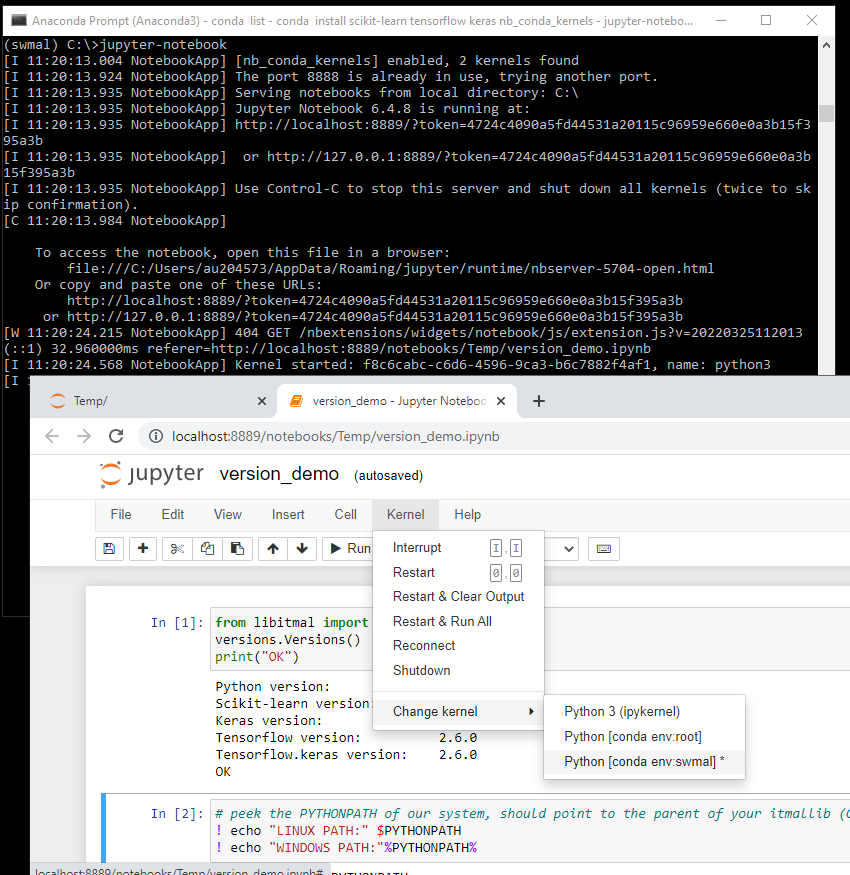 Anaconda Prompt (Anaconda3) - conda list - conda install scikit-learn tensorflow keras nb_conda_kernels - jupyter-notebo...
(swmal) C:\>jupyter-notebook
[I 11:20:13.004 NotebookApp] [nb_conda_kernels] enabled, 2 kernels found
[I 11:20:13.924 NotebookApp] The port 8888 is already in use, trying another port.
[I 11:20:13.935 NotebookApp] Serving notebooks from local directory: C:\
[I 11:20:13.935 NotebookApp] Jupyter Notebook 6.4.8 is running at:
[I 11:20:13.935 NotebookApp] http://localhost:8889/?token=4724c4090a5fd44531a20115c96959e660e0a3b15f3
95a3b
[I 11:20:13.935 NotebookApp]  or http://127.0.0.1:8889/?token=4724c4090a5fd44531a20115c96959e660e0a3b
15f395a3b
[I 11:20:13.935 NotebookApp] Use Control-C to stop this server and shut down all kernels (twice to sk
ip confirmation).
[C 11:20:13.984 NotebookApp]
To access the notebook, open this file in a browser:
file:///C:/Users/au204573/AppData/Roaming/jupyter/runtime/nbserver-5704-open.html
Or copy and paste one of these URLs:
http://localhost:8889/?token=4724c4090a5fd44531a20115c96959e660e0a3b15f395a3b
or http://127.0.0.1:8889/?token=4724c4090a5fd44531a20115c96959e660e0a3b15f395a3b
[W 11:20:24.215 NotebookApp] 404 GET /nbextensions/widgets/notebook/js/extension.js?v=20220325112013
(::1) 32.960000ms referer=http://localhost:8889/notebooks/Temp/version_demo.ipynb
[I 11:20:24.568 NotebookApp] Kernel started: f8c6cabc-c6d6-4596-9ca3-b6c7882f4af1, name: python3
[I
Temp/
version_demo - Jupyter Noteboo
localhost:8889/notebooks/Temp/version_demo.ipynb
jupyter version_demo (autosaved)
File Edit View Insert Cell Kernel Help
Run
Interrupt I,I
Restart 0,0
Restart & Clear Output
Restart & Run All
Reconnect
Shutdown
Change kernel
Python 3 (ipykernel)
Python [conda env:root]
Python [conda env:swmal] *
In [1]: from libitmal import
versions.Versions()
print("OK")
Python version:
Scikit-learn version:
Keras version:
Tensorflow version: 2.6.0
Tensorflow.keras version: 2.6.0
OK
In [2]: # peek the PYTHONPATH of our system, should point to the parent of your itmallib (
! echo "LINUX PATH:" $PYTHONPATH
! echo "WINDOWS PATH:"%PYTHONPATH%
localhost:8889/notebooks/Temp/version_demo.ipynb#
PYTHONPATH